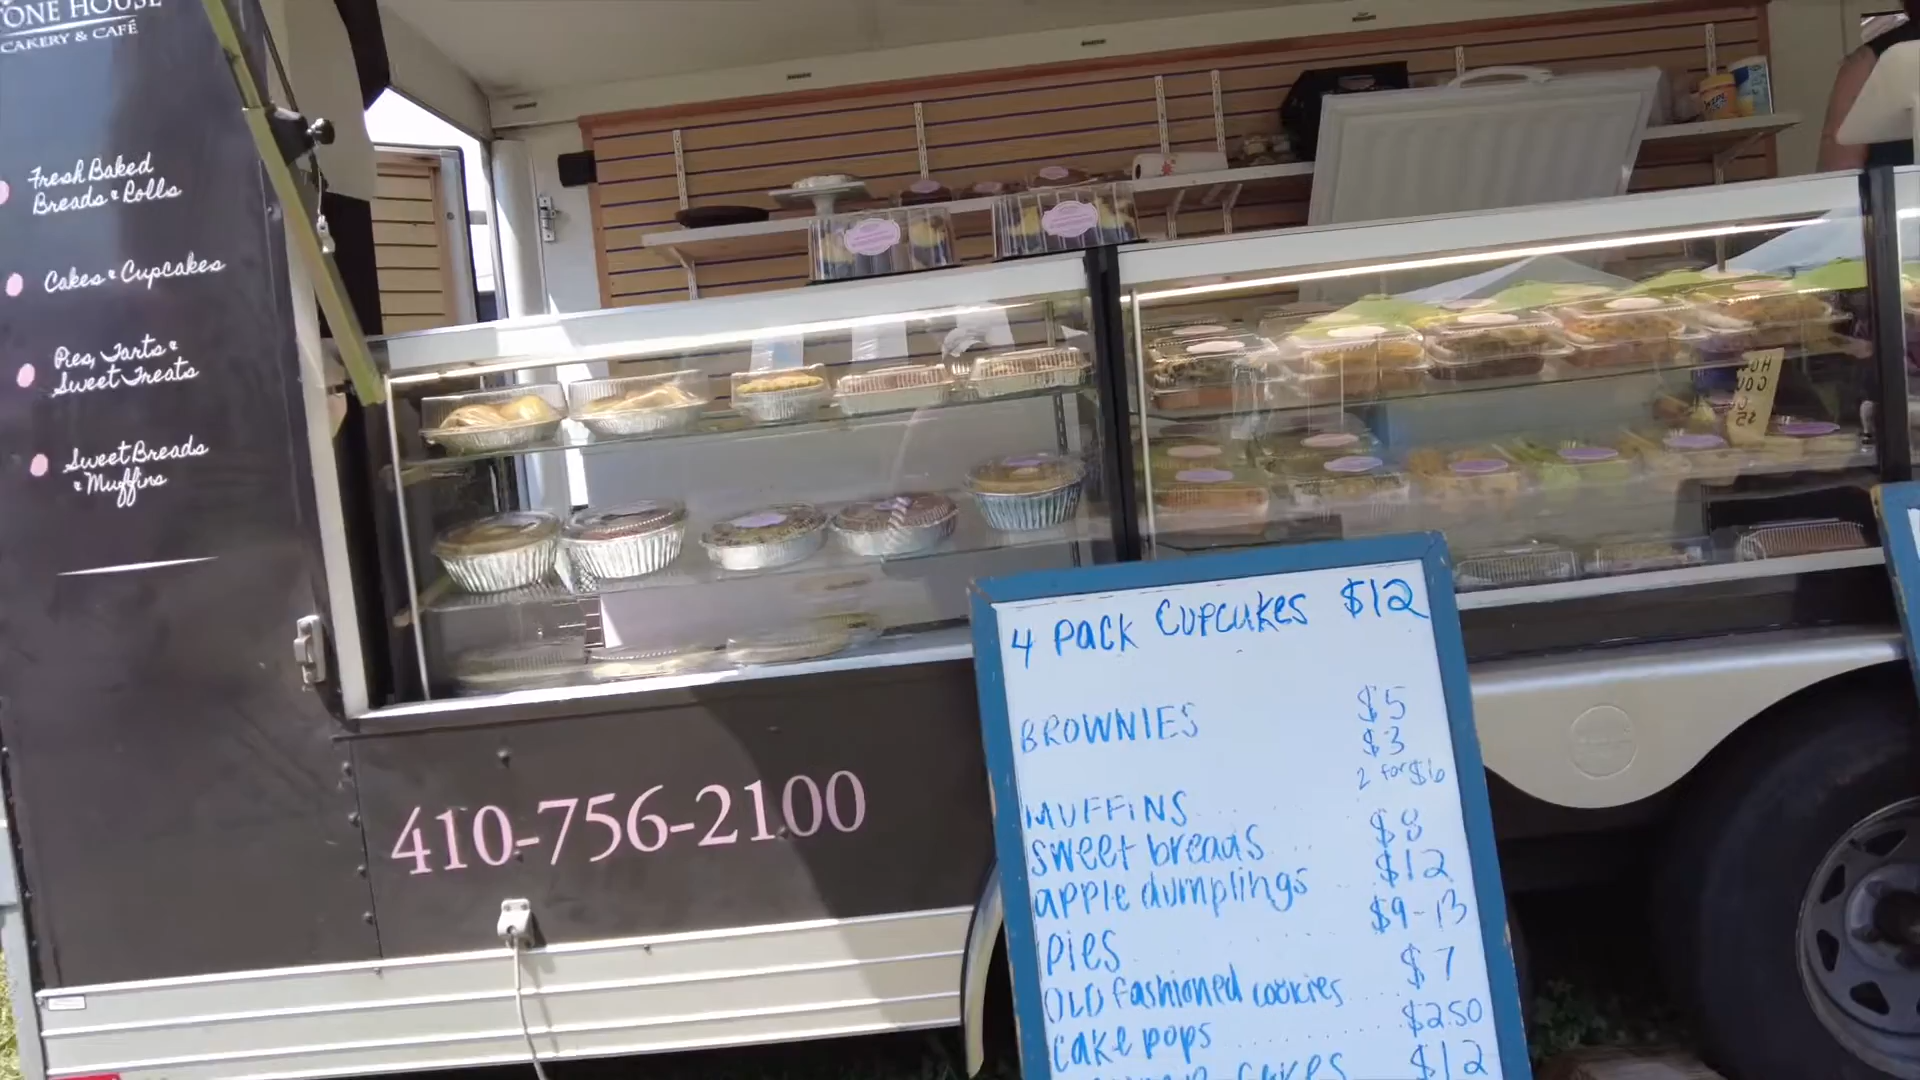 TONE HOUSE
CAKERY & CAFÉ
Fresh Baked
Breads & Rolls
Cakes & Cupcakes
Pies, Tarts &
Sweet Treats
Sweet Breads
& Muffins
410-756-2100
4 PACK CUPCAKES $12
BROWNIES $5
$3
2 for $6
MUFFINS
sweet breads $8
apple dumplings $12
PIES $9-13
OLD fashioned cookies $7
cake pops $2.50
CAKES $12